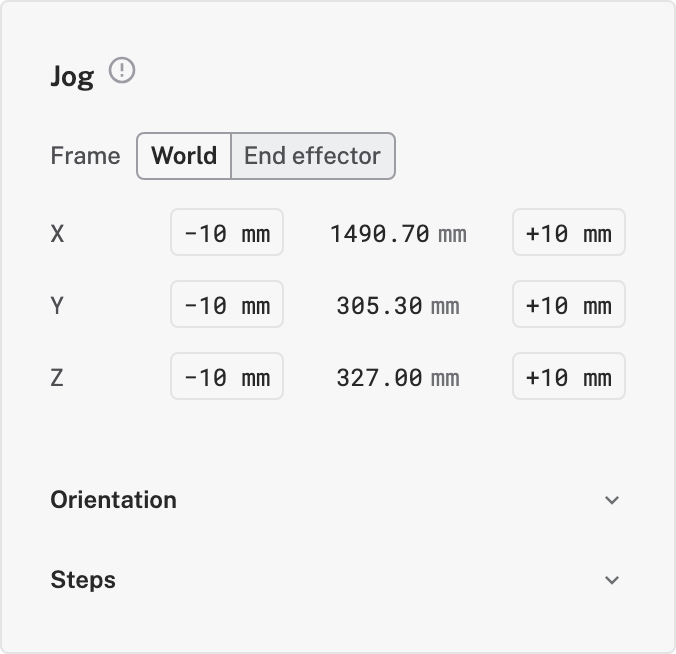 Jog
Frame World End effector
X −10 mm 1490.70 mm +10 mm
Y −10 mm 305.30 mm +10 mm
Z −10 mm 327.00 mm +10 mm
Orientation
Steps